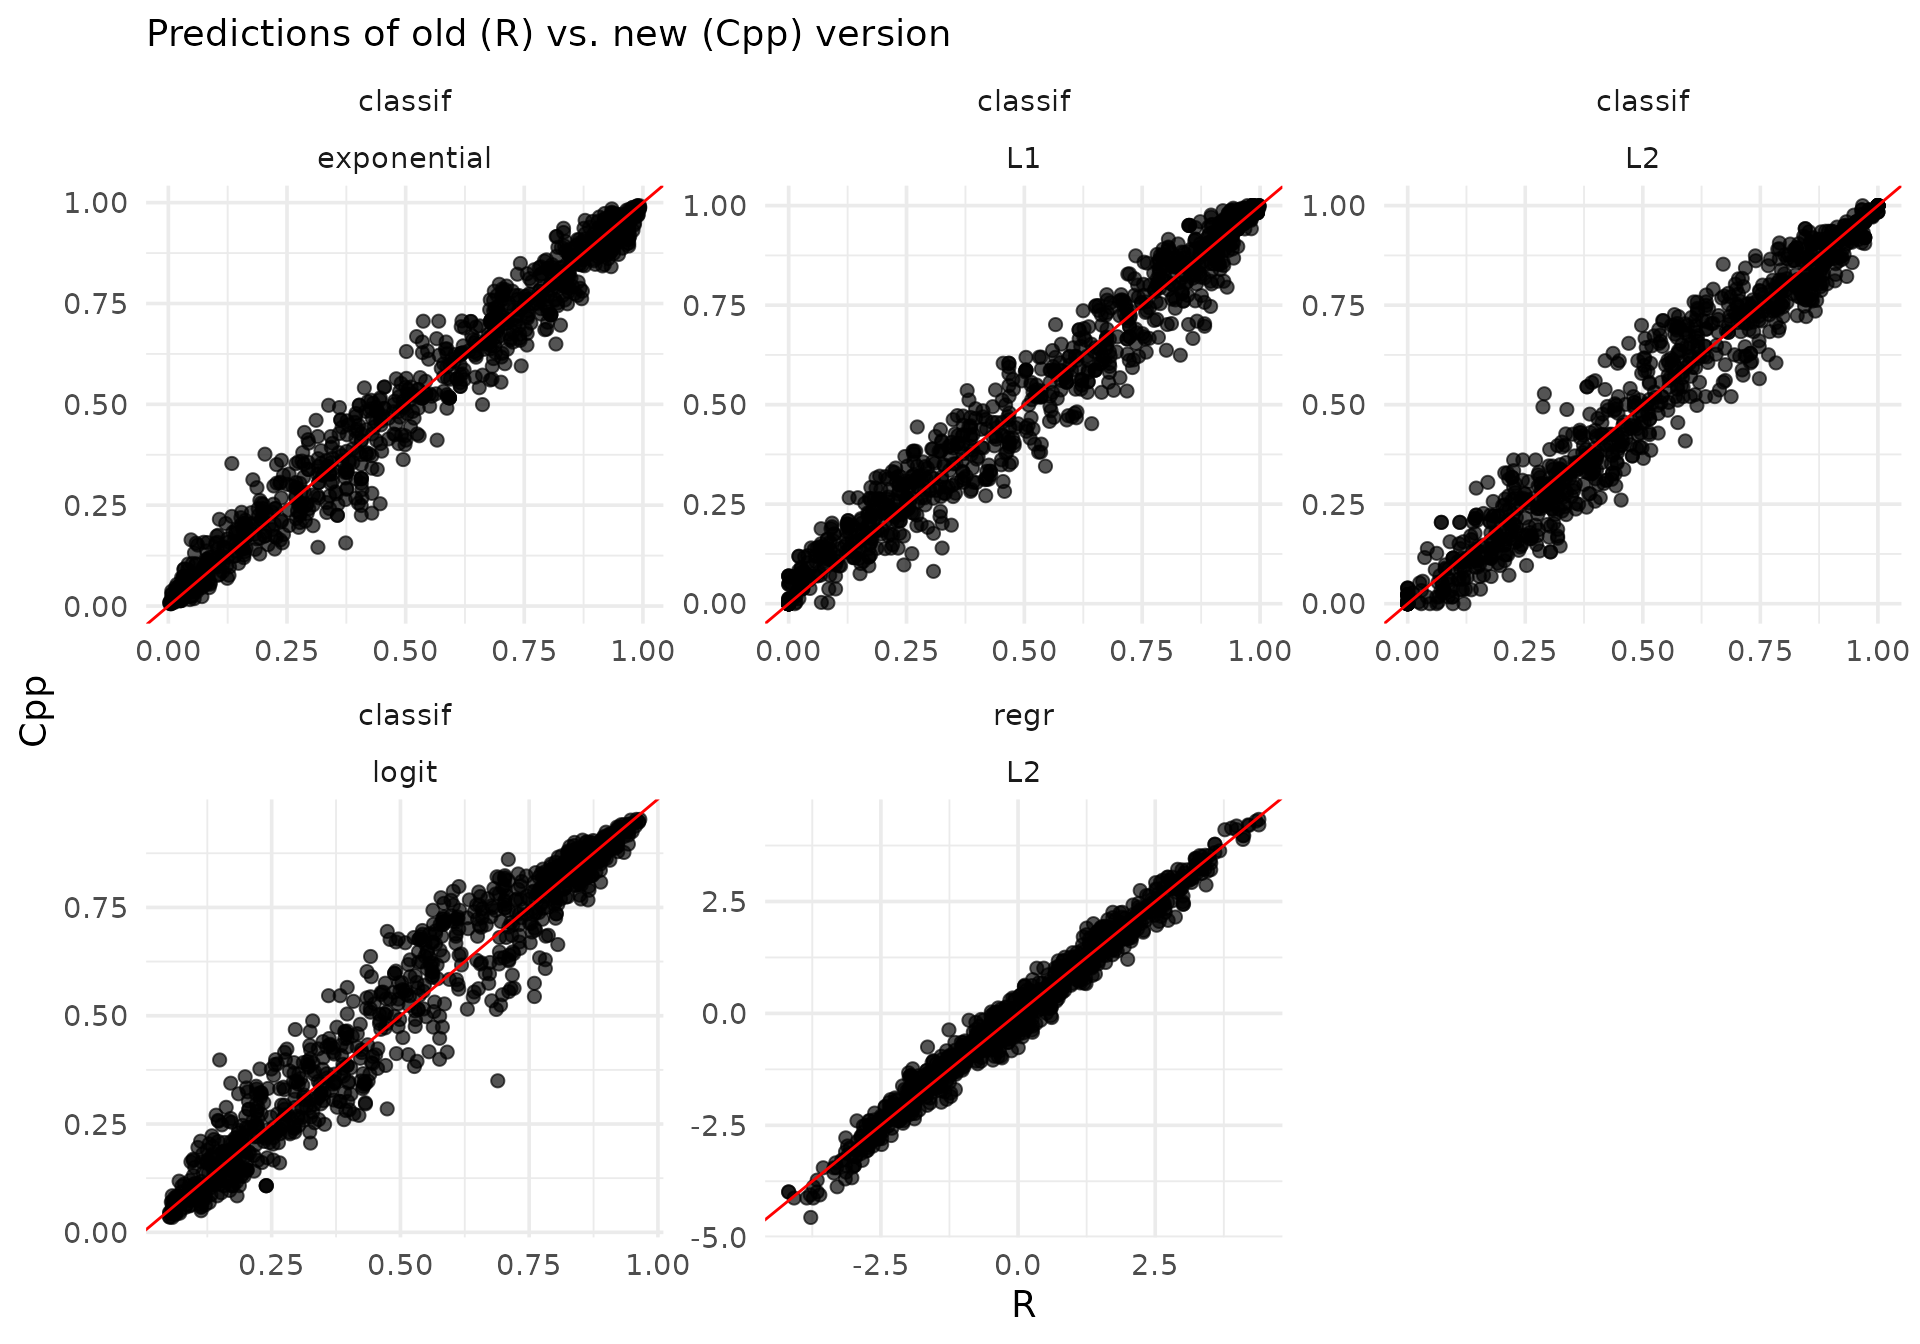 Predictions of old (R) vs. new (Cpp) version
classif classif classif
exponential L1 L2
1.00 1.00 1.00
0.75 0.75 0.75
0.50 0.50 0.50
0.25 0.25 0.25
0.00 0.00 0.00
0.00 0.25 0.50 0.75 1.00 0.00 0.25 0.50 0.75 1.00 0.00 0.25 0.50 0.75 1.00
Cpp
classif regr
logit L2
0.75 2.5
0.50 0.0
0.25 -2.5
0.00 -5.0
0.25 0.50 0.75 1.00 -2.5 0.0 2.5
R